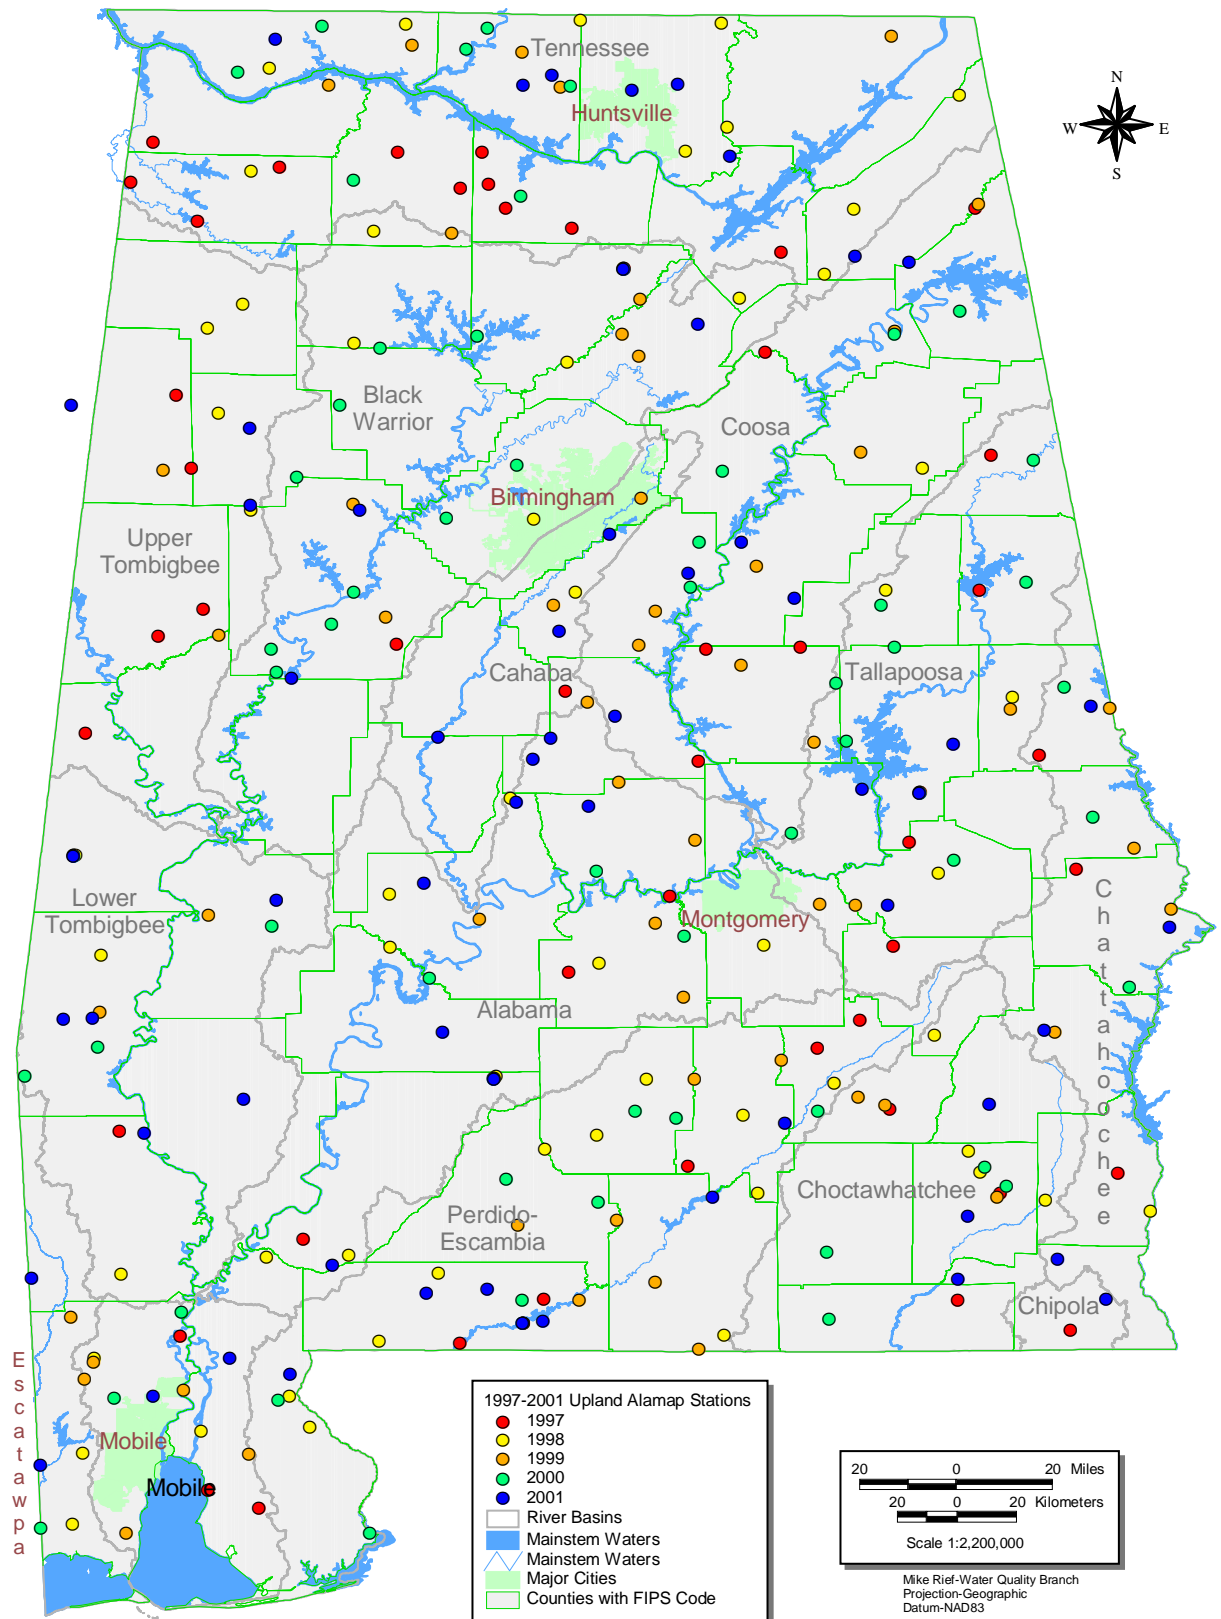 Tennessee
Huntsville
N
W
E
S
Black
Warrior
Coosa
Birmingham
Upper
Tombigbee
Cahaba
Tallapoosa
Lower
Tombigbee
Montgomery
Chattahoochee
Alabama
Choctawhatchee
Perdido-
Escambia
Chipola
Escatawpa
Mobile
Mobile
1997-2001 Upland Alamap Stations
1997
1998
1999
2000
2001
River Basins
Mainstem Waters
Mainstem Waters
Major Cities
Counties with FIPS Code
20 0 20 Miles
20 0 20 Kilometers
Scale 1:2,200,000
Mike Rief-Water Quality Branch
Projection-Geographic
Datum-NAD83